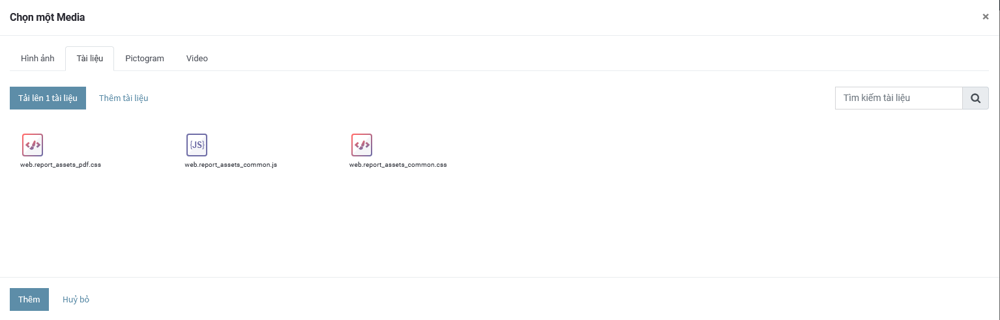 Chọn một Media
×
Hình ảnh Tài liệu Pictogram Video
Tải lên 1 tài liệu Thêm tài liệu Tìm kiếm tài liệu
{JS}
web.report_assets_pdf.css web.report_assets_common.js web.report_assets_common.css
Thêm Huỷ bỏ